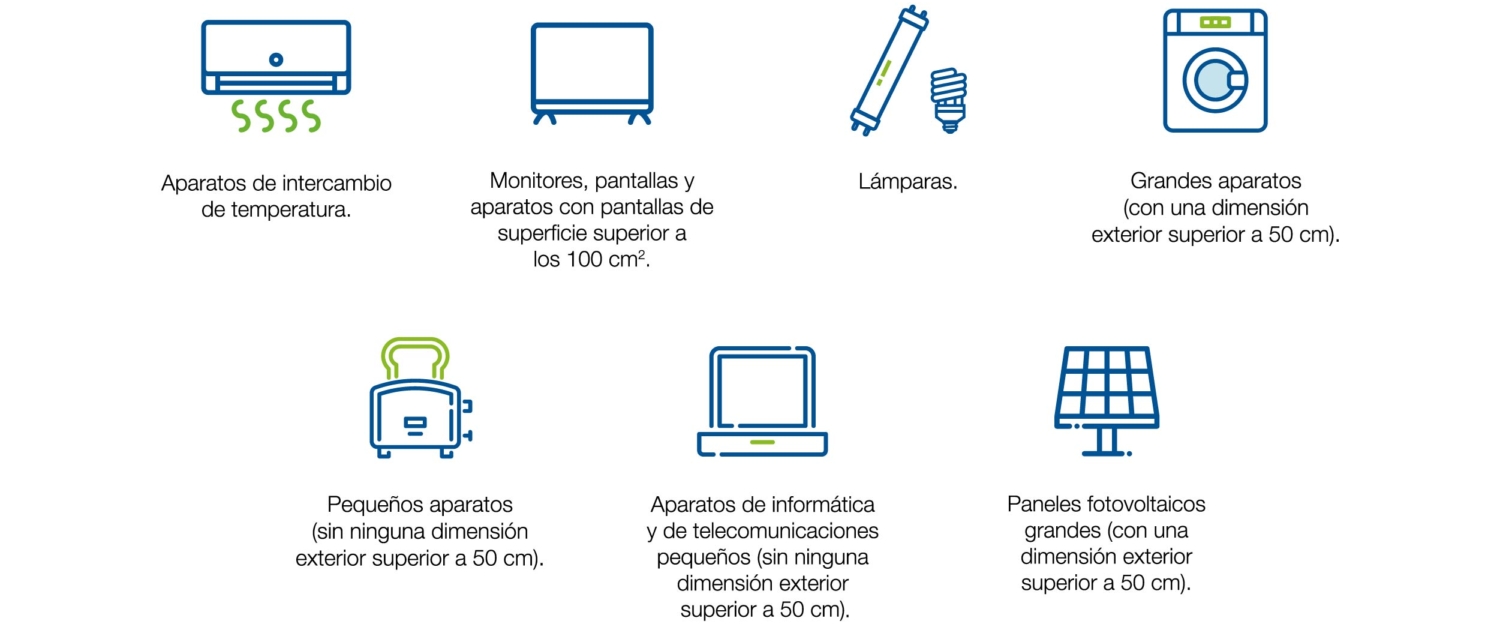 Aparatos de intercambio
de temperatura.
Monitores, pantallas y
aparatos con pantallas de
superficie superior a
los 100 cm².
Lámparas.
Grandes aparatos
(con una dimensión
exterior superior a 50 cm).
Pequeños aparatos
(sin ninguna dimensión
exterior superior a 50 cm).
Aparatos de informática
y de telecomunicaciones
pequeños (sin ninguna
dimensión exterior
superior a 50 cm).
Paneles fotovoltaicos
grandes (con una
dimensión exterior
superior a 50 cm).